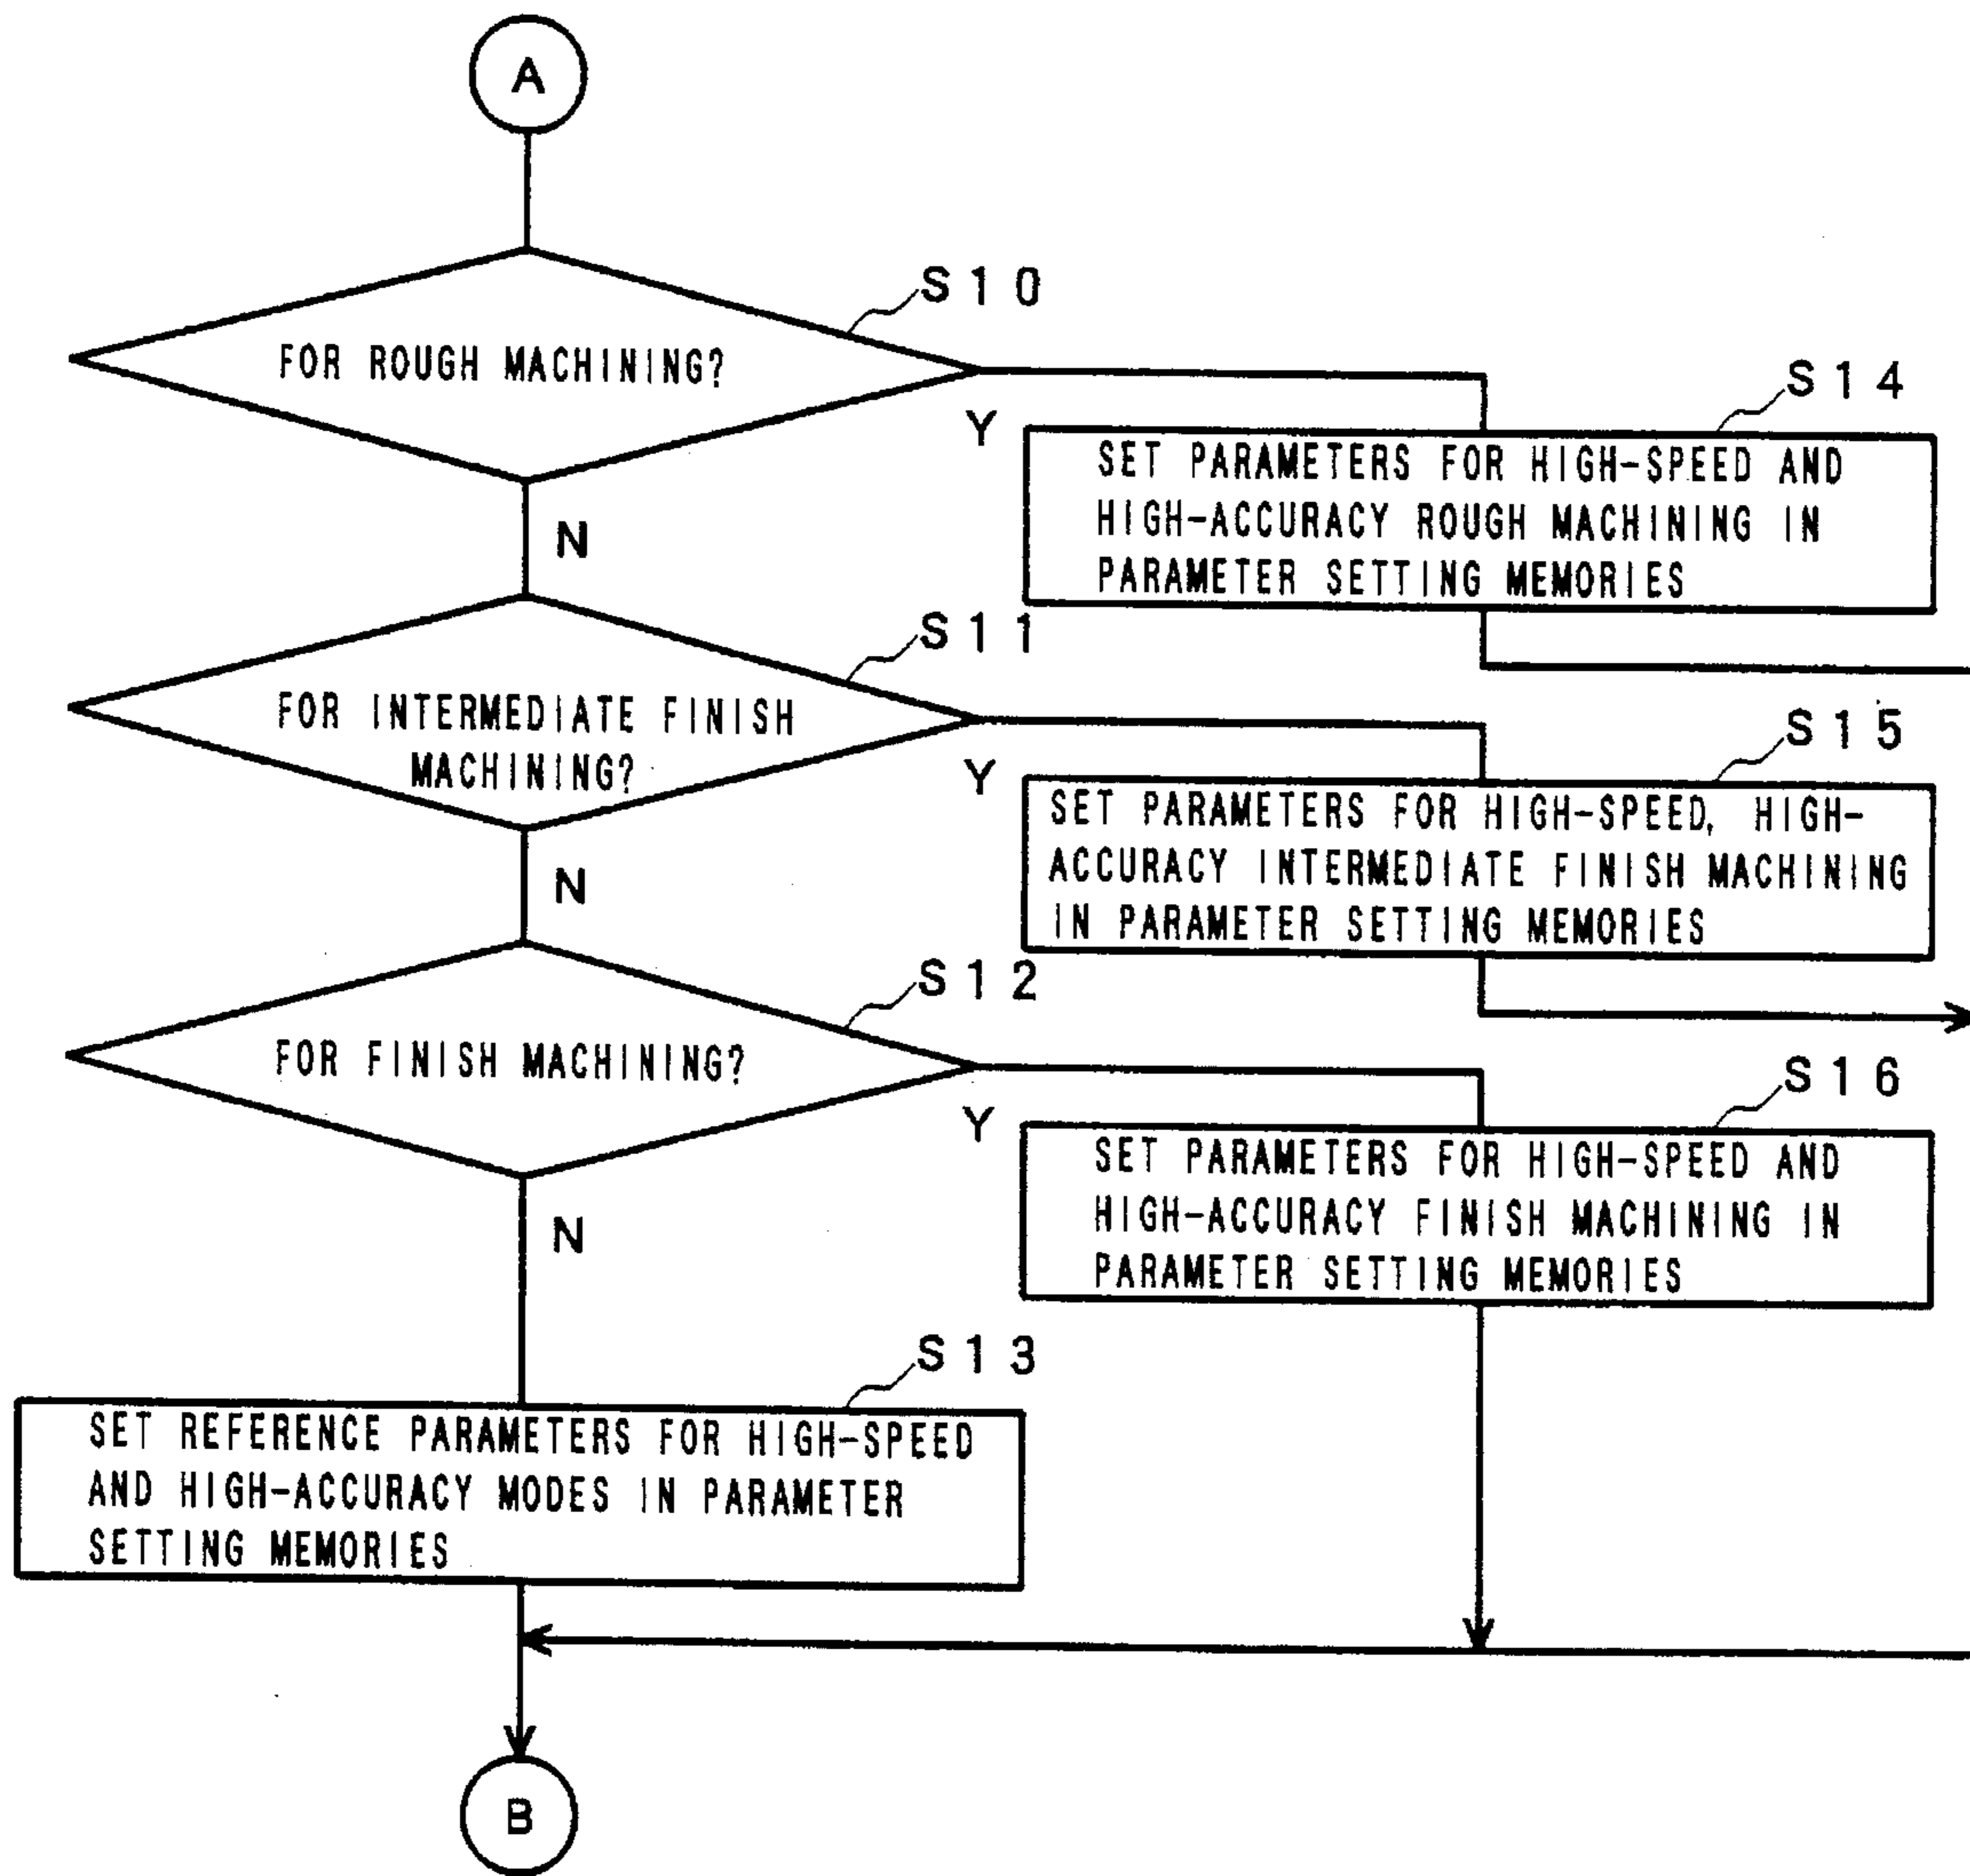 A
S10
FOR ROUGH MACHINING?
Y
N
S14
SET PARAMETERS FOR HIGH-SPEED AND
HIGH-ACCURACY ROUGH MACHINING IN
PARAMETER SETTING MEMORIES
S11
FOR INTERMEDIATE FINISH
MACHINING?
Y
N
S15
SET PARAMETERS FOR HIGH-SPEED, HIGH-
ACCURACY INTERMEDIATE FINISH MACHINING
IN PARAMETER SETTING MEMORIES
S12
FOR FINISH MACHINING?
Y
N
S16
SET PARAMETERS FOR HIGH-SPEED AND
HIGH-ACCURACY FINISH MACHINING IN
PARAMETER SETTING MEMORIES
S13
SET REFERENCE PARAMETERS FOR HIGH-SPEED
AND HIGH-ACCURACY MODES IN PARAMETER
SETTING MEMORIES
B